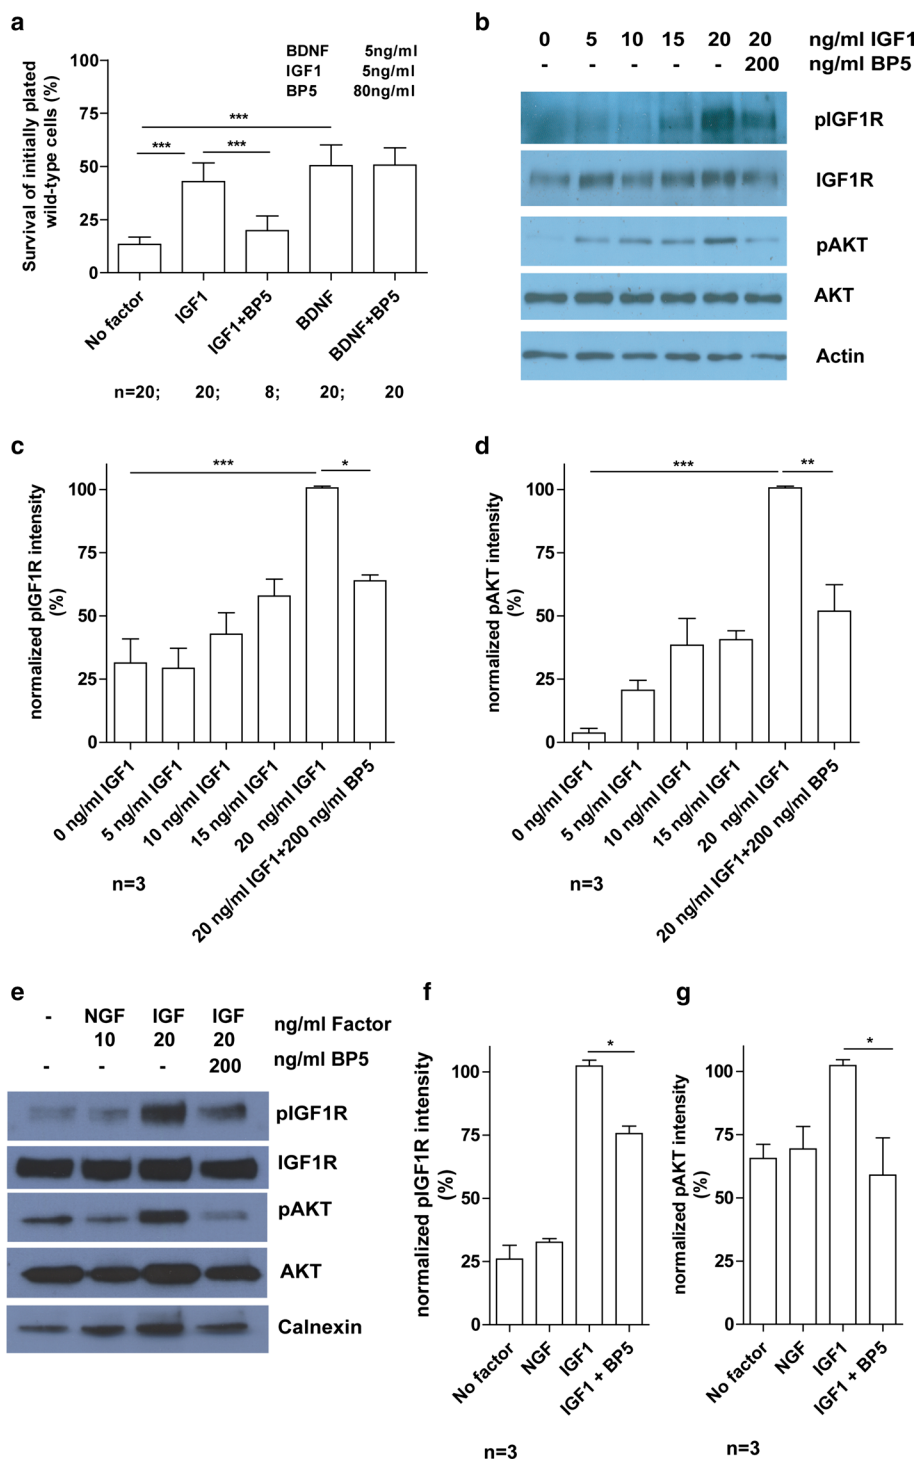 a
BDNF 5ng/ml
IGF1 5ng/ml
BP5 80ng/ml
Survival of initially plated
wild-type cells (%)
100
75
50
25
0
***
*** ***
No factor
IGF1
IGF1+BP5
BDNF
BDNF+BP5
n=20; 20; 8; 20; 20
b
0 5 10 15 20 20 ng/ml IGF1
- - - - - 200 ng/ml BP5
pIGF1R
IGF1R
pAKT
AKT
Actin
c
normalized pIGF1R intensity
(%)
100
75
50
25
0
*** *
0 ng/ml IGF1
5 ng/ml IGF1
10 ng/ml IGF1
15 ng/ml IGF1
20 ng/ml IGF1
20 ng/ml IGF1+200 ng/ml BP5
n=3
d
normalized pAKT intensity
(%)
100
75
50
25
0
*** **
0 ng/ml IGF1
5 ng/ml IGF1
10 ng/ml IGF1
15 ng/ml IGF1
20 ng/ml IGF1
20 ng/ml IGF1+200 ng/ml BP5
n=3
e
- NGF IGF IGF
10 20 20 ng/ml Factor
- - - 200 ng/ml BP5
pIGF1R
IGF1R
pAKT
AKT
Calnexin
f
normalized pIGF1R intensity
(%)
100
75
50
25
0
*
No factor
NGF
IGF1
IGF1 + BP5
n=3
g
normalized pAKT intensity
(%)
100
75
50
25
0
*
No factor
NGF
IGF1
IGF1 + BP5
n=3